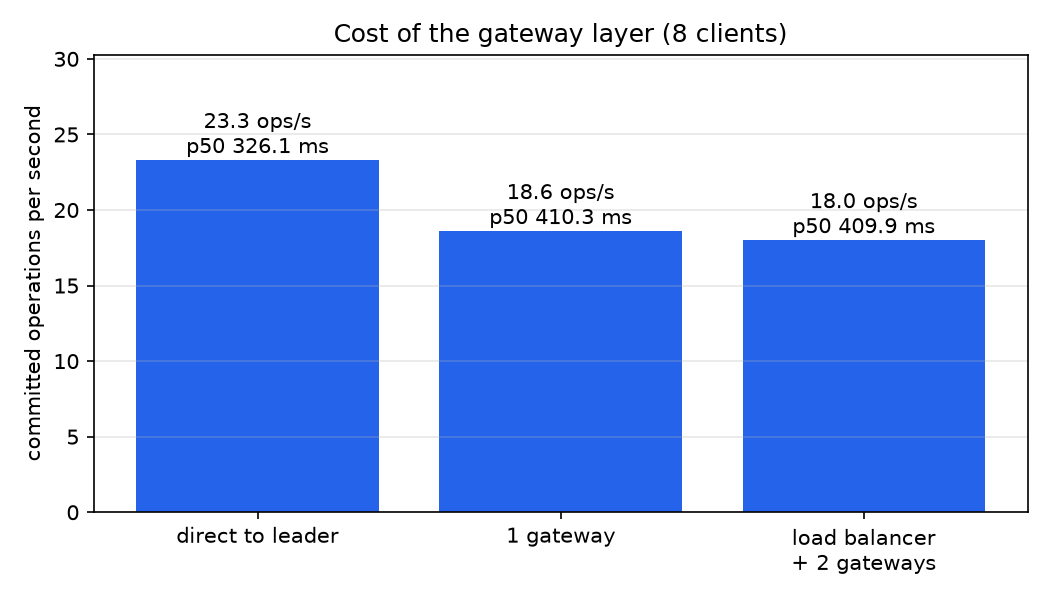 Cost of the gateway layer (8 clients)
committed operations per second
30
25
20
15
10
5
0
23.3 ops/s
p50 326.1 ms
18.6 ops/s
p50 410.3 ms
18.0 ops/s
p50 409.9 ms
direct to leader
1 gateway
load balancer
+ 2 gateways